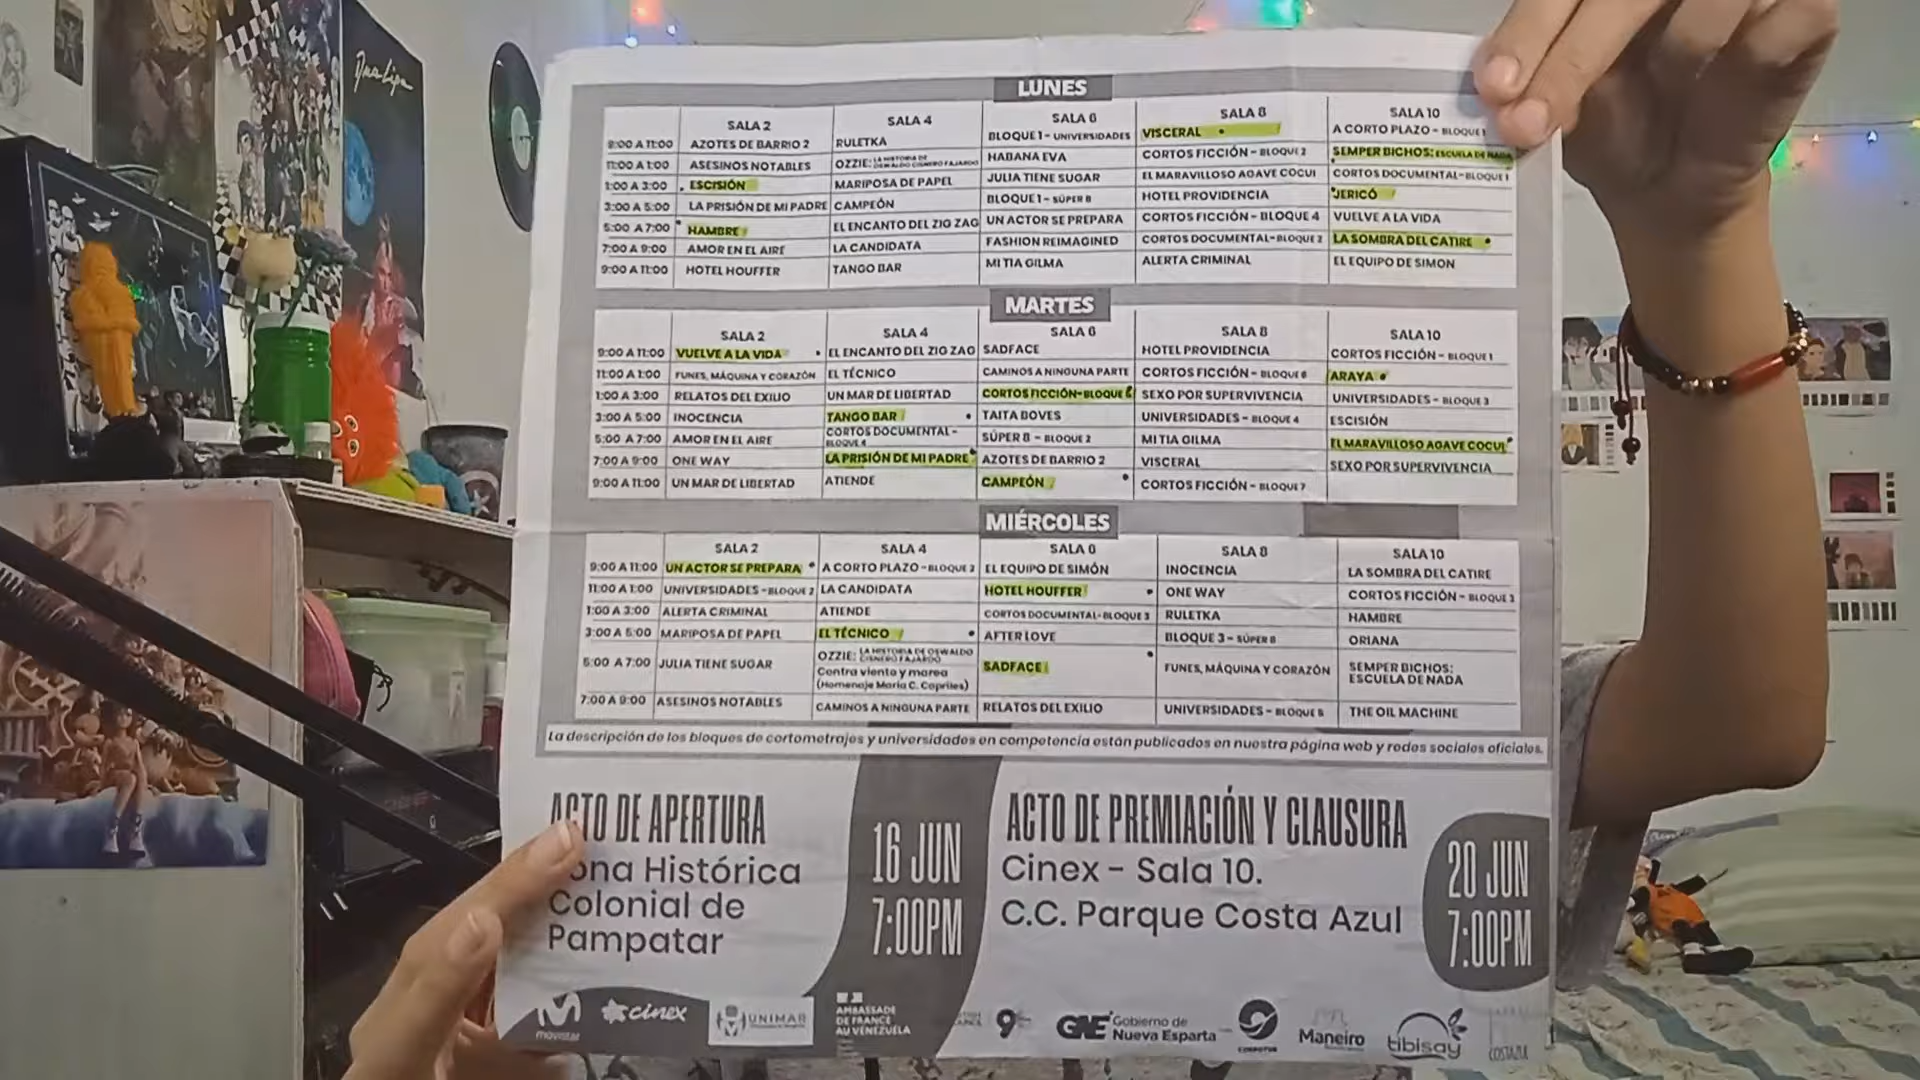 Dua Lipa
LUNES
SALA 2 SALA 4 SALA 6 SALA 8 SALA 10
9:00 A 11:00 AZOTES DE BARRIO 2 RULETKA BLOQUE 1 - UNIVERSIDADES VISCERAL A CORTO PLAZO - BLOQUE 1
11:00 A 1:00 ASESINOS NOTABLES OZZIE: LA HISTORIA DE OSWALDO CISNERO FAJARDO HABANA EVA CORTOS FICCIÓN - BLOQUE 2 SEMPER BICHOS: ESCUELA DE NADA
1:00 A 3:00 ESCISIÓN MARIPOSA DE PAPEL JULIA TIENE SUGAR EL MARAVILLOSO AGAVE COCUI CORTOS DOCUMENTAL - BLOQUE 1
3:00 A 5:00 LA PRISIÓN DE MI PADRE CAMPEÓN BLOQUE 1 - SÚPER 8 HOTEL PROVIDENCIA JERICÓ
5:00 A 7:00 HAMBRE EL ENCANTO DEL ZIG ZAG UN ACTOR SE PREPARA CORTOS FICCIÓN - BLOQUE 4 VUELVE A LA VIDA
7:00 A 9:00 AMOR EN EL AIRE LA CANDIDATA FASHION REIMAGINED CORTOS DOCUMENTAL - BLOQUE 2 LA SOMBRA DEL CATIRE
9:00 A 11:00 HOTEL HOUFFER TANGO BAR MI TIA GILMA ALERTA CRIMINAL EL EQUIPO DE SIMON
MARTES
SALA 2 SALA 4 SALA 6 SALA 8 SALA 10
9:00 A 11:00 VUELVE A LA VIDA EL ENCANTO DEL ZIG ZAG SADFACE HOTEL PROVIDENCIA CORTOS FICCIÓN - BLOQUE 1
11:00 A 1:00 FUNES, MÁQUINA Y CORAZÓN EL TÉCNICO CAMINOS A NINGUNA PARTE CORTOS FICCIÓN - BLOQUE 6 ARAYA
1:00 A 3:00 RELATOS DEL EXILIO UN MAR DE LIBERTAD CORTOS FICCIÓN - BLOQUE SEXO POR SUPERVIVENCIA UNIVERSIDADES - BLOQUE 3
3:00 A 5:00 INOCENCIA TANGO BAR TAITA BOVES UNIVERSIDADES - BLOQUE 4 ESCISIÓN
5:00 A 7:00 AMOR EN EL AIRE CORTOS DOCUMENTAL - BLOQUE 4 SÚPER 8 - BLOQUE 2 MI TIA GILMA EL MARAVILLOSO AGAVE COCUI
7:00 A 9:00 ONE WAY LA PRISIÓN DE MI PADRE AZOTES DE BARRIO 2 VISCERAL SEXO POR SUPERVIVENCIA
9:00 A 11:00 UN MAR DE LIBERTAD ATIENDE CAMPEÓN CORTOS FICCIÓN - BLOQUE 7
MIÉRCOLES
SALA 2 SALA 4 SALA 6 SALA 8 SALA 10
9:00 A 11:00 UN ACTOR SE PREPARA A CORTO PLAZO - BLOQUE 2 EL EQUIPO DE SIMÓN INOCENCIA LA SOMBRA DEL CATIRE
11:00 A 1:00 UNIVERSIDADES - BLOQUE 2 LA CANDIDATA HOTEL HOUFFER ONE WAY CORTOS FICCIÓN - BLOQUE 3
1:00 A 3:00 ALERTA CRIMINAL ATIENDE CORTOS DOCUMENTAL - BLOQUE 3 RULETKA HAMBRE
3:00 A 5:00 MARIPOSA DE PAPEL EL TÉCNICO AFTER LOVE BLOQUE 3 - SÚPER 8 ORIANA
5:00 A 7:00 JULIA TIENE SUGAR OZZIE: LA HISTORIA DE OSWALDO CISNERO FAJARDO Contra viento y marea (Homenaje Maria C. Capriles) SADFACE FUNES, MÁQUINA Y CORAZÓN SEMPER BICHOS: ESCUELA DE NADA
7:00 A 9:00 ASESINOS NOTABLES CAMINOS A NINGUNA PARTE RELATOS DEL EXILIO UNIVERSIDADES - BLOQUE 5 THE OIL MACHINE
La descripción de los bloques de cortometrajes y universidades en competencia están publicados en nuestra página web y redes sociales oficiales.
ACTO DE APERTURA
Zona Histórica
Colonial de
Pampatar
16 JUN
7:00PM
ACTO DE PREMIACIÓN Y CLAUSURA
Cinex - Sala 10.
C.C. Parque Costa Azul
20 JUN
7:00PM
movistar
cinex
UNIMAR
AMBASSADE
DE FRANCE
AU VENEZUELA
GNE Gobierno de
Nueva Esparta
CORPOTUR
Maneiro
tibisay
COSTAZUL